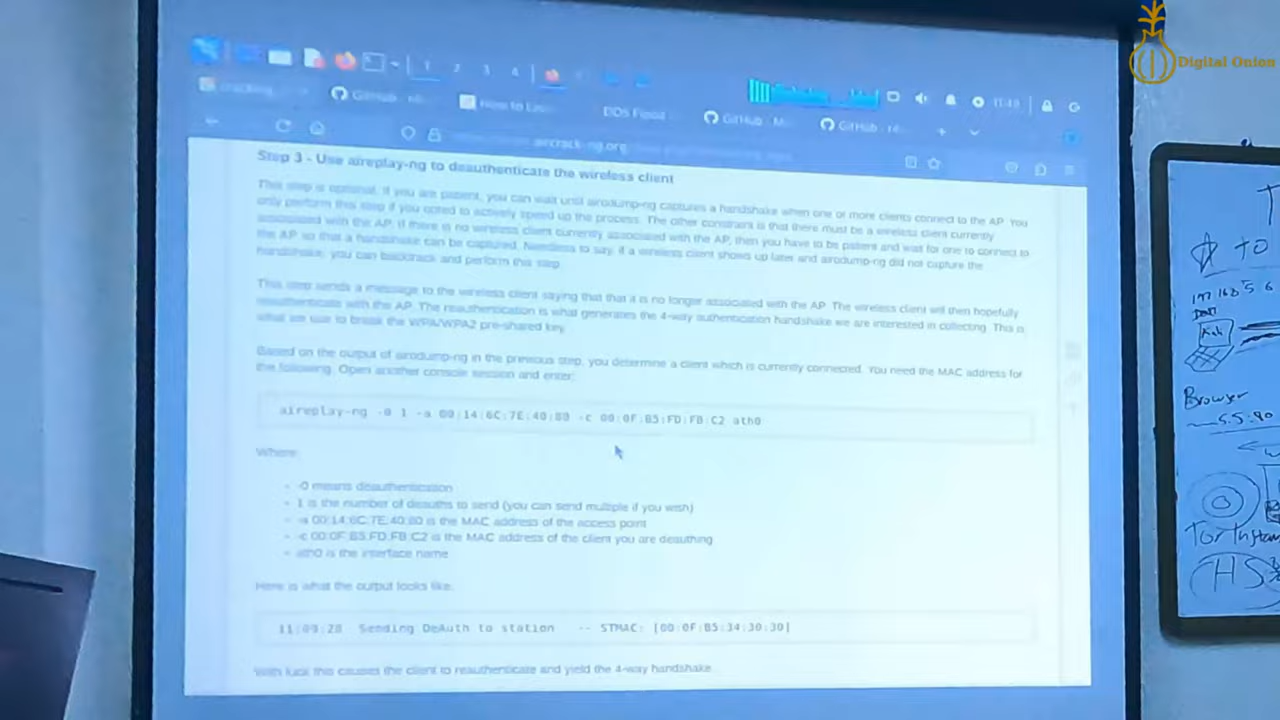 Digital Onion
1 2 3 4
11:49
cracking
GitHub - 
How to 
DDS Flood
GitHub - M
GitHub - r
aircrack-ng.org
Step 3 - Use aireplay-ng to deauthenticate the wireless client
This step is optional. If you are patient, you can wait until airodump-ng captures a handshake when one or more clients connect to the AP. You
only perform this step if you opted to actively speed up the process. The other constraint is that there must be a wireless client currently
associated with the AP. If there is no wireless client currently associated with the AP, then you have to be patient and wait for one to connect to
the AP so that a handshake can be captured. Needless to say, if a wireless client shows up later and airodump-ng did not capture the
handshake, you can backtrack and perform this step.
This step sends a message to the wireless client saying that that it is no longer associated with the AP. The wireless client will then hopefully
reauthenticate with the AP. The reauthentication is what generates the 4-way authentication handshake we are interested in collecting. This is
what we use to break the WPA/WPA2 pre-shared key.
Based on the output of airodump-ng in the previous step, you determine a client which is currently connected. You need the MAC address for
the following. Open another console session and enter:
aireplay-ng -0 1 -a 00:14:6C:7E:40:80 -c 00:0F:B5:FD:FB:C2 ath0
Where:
-0 means deauthentication
1 is the number of deauths to send (you can send multiple if you wish)
-a 00:14:6C:7E:40:80 is the MAC address of the access point
-c 00:0F:B5:FD:FB:C2 is the MAC address of the client you are deauthing
ath0 is the interface name
Here is what the output looks like:
11:09:28 Sending DeAuth to station -- STMAC: [00:0F:B5:34:30:30]
With luck this causes the client to reauthenticate and yield the 4-way handshake.
to
Browser
Tor Instan
HS